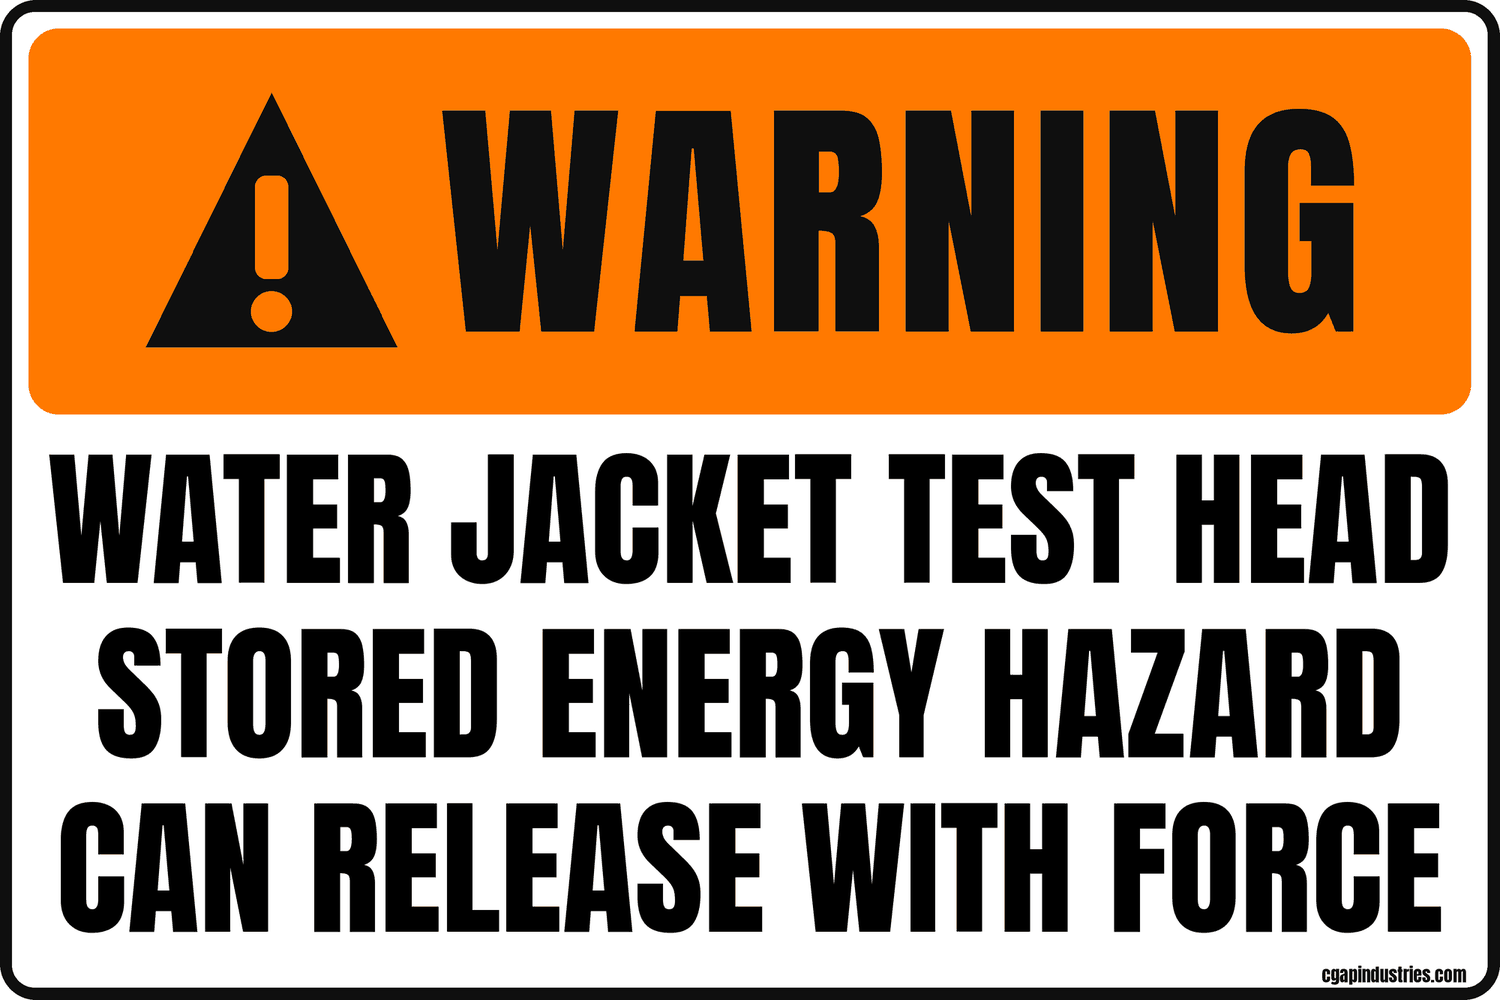 WARNING
WATER JACKET TEST HEAD
STORED ENERGY HAZARD
CAN RELEASE WITH FORCE
cgapindustries.com